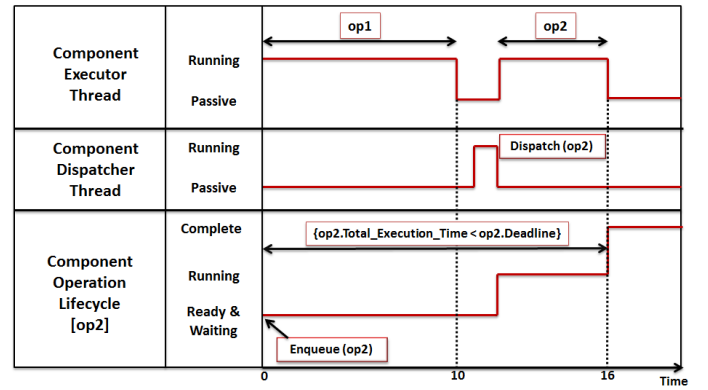 op1
op2
Component
Executor
Thread
Running
Passive
Component
Dispatcher
Thread
Running
Passive
Dispatch (op2)
Component
Operation
Lifecycle
[op2]
Complete
Running
Ready &
Waiting
{op2.Total_Execution_Time < op2.Deadline}
Enqueue (op2)
0
10
16
Time